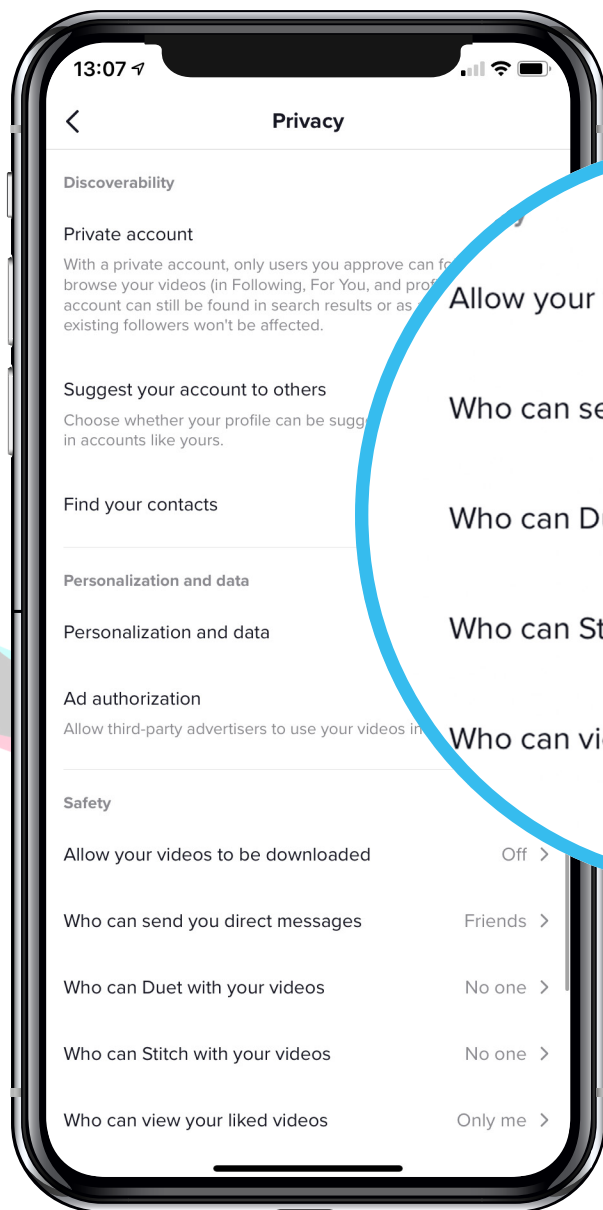 13:07
Privacy
Discoverability
Private account
With a private account, only users you approve can
browse your videos (in Following, For You, and
account can still be found in search results or as
existing followers won't be affected.
Suggest your account to others
Choose whether your profile can be
in accounts like yours.
Find your contacts
Personalization and data
Personalization and data
Ad authorization
Allow third-party advertisers to use your videos
Safety
Allow your videos to be downloaded Off
Who can send you direct messages Friends
Who can Duet with your videos No one
Who can Stitch with your videos No one
Who can view your liked videos Only me
Allow your
Who can
Who can
Who can
Who can